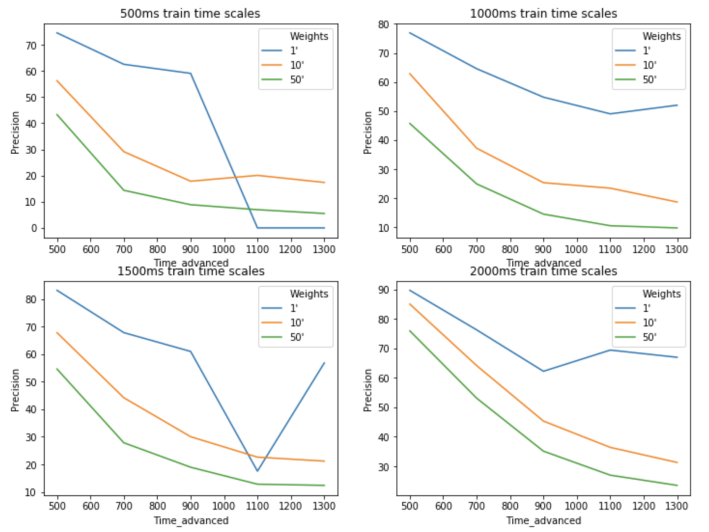 500ms train time scales
Precision
70
60
50
40
30
20
10
0
Weights
1'
10'
50'
500 600 700 800 900 1000 1100 1200 1300
Time_advanced
1000ms train time scales
Precision
80
70
60
50
40
30
20
10
Weights
1'
10'
50'
500 600 700 800 900 1000 1100 1200 1300
Time_advanced
1500ms train time scales
Precision
80
70
60
50
40
30
20
10
Weights
1'
10'
50'
500 600 700 800 900 1000 1100 1200 1300
Time_advanced
2000ms train time scales
Precision
90
80
70
60
50
40
30
Weights
1'
10'
50'
500 600 700 800 900 1000 1100 1200 1300
Time_advanced